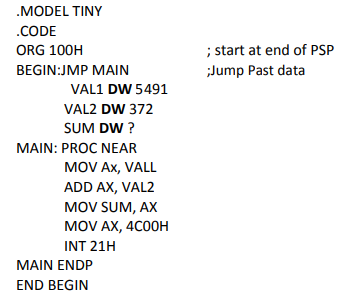 .MODEL TINY
.CODE
ORG 100H ; start at end of PSP
BEGIN:JMP MAIN ;Jump Past data
VAL1 DW 5491
VAL2 DW 372
SUM DW ?
MAIN: PROC NEAR
MOV Ax, VALL
ADD AX, VAL2
MOV SUM, AX
MOV AX, 4C00H
INT 21H
MAIN ENDP
END BEGIN